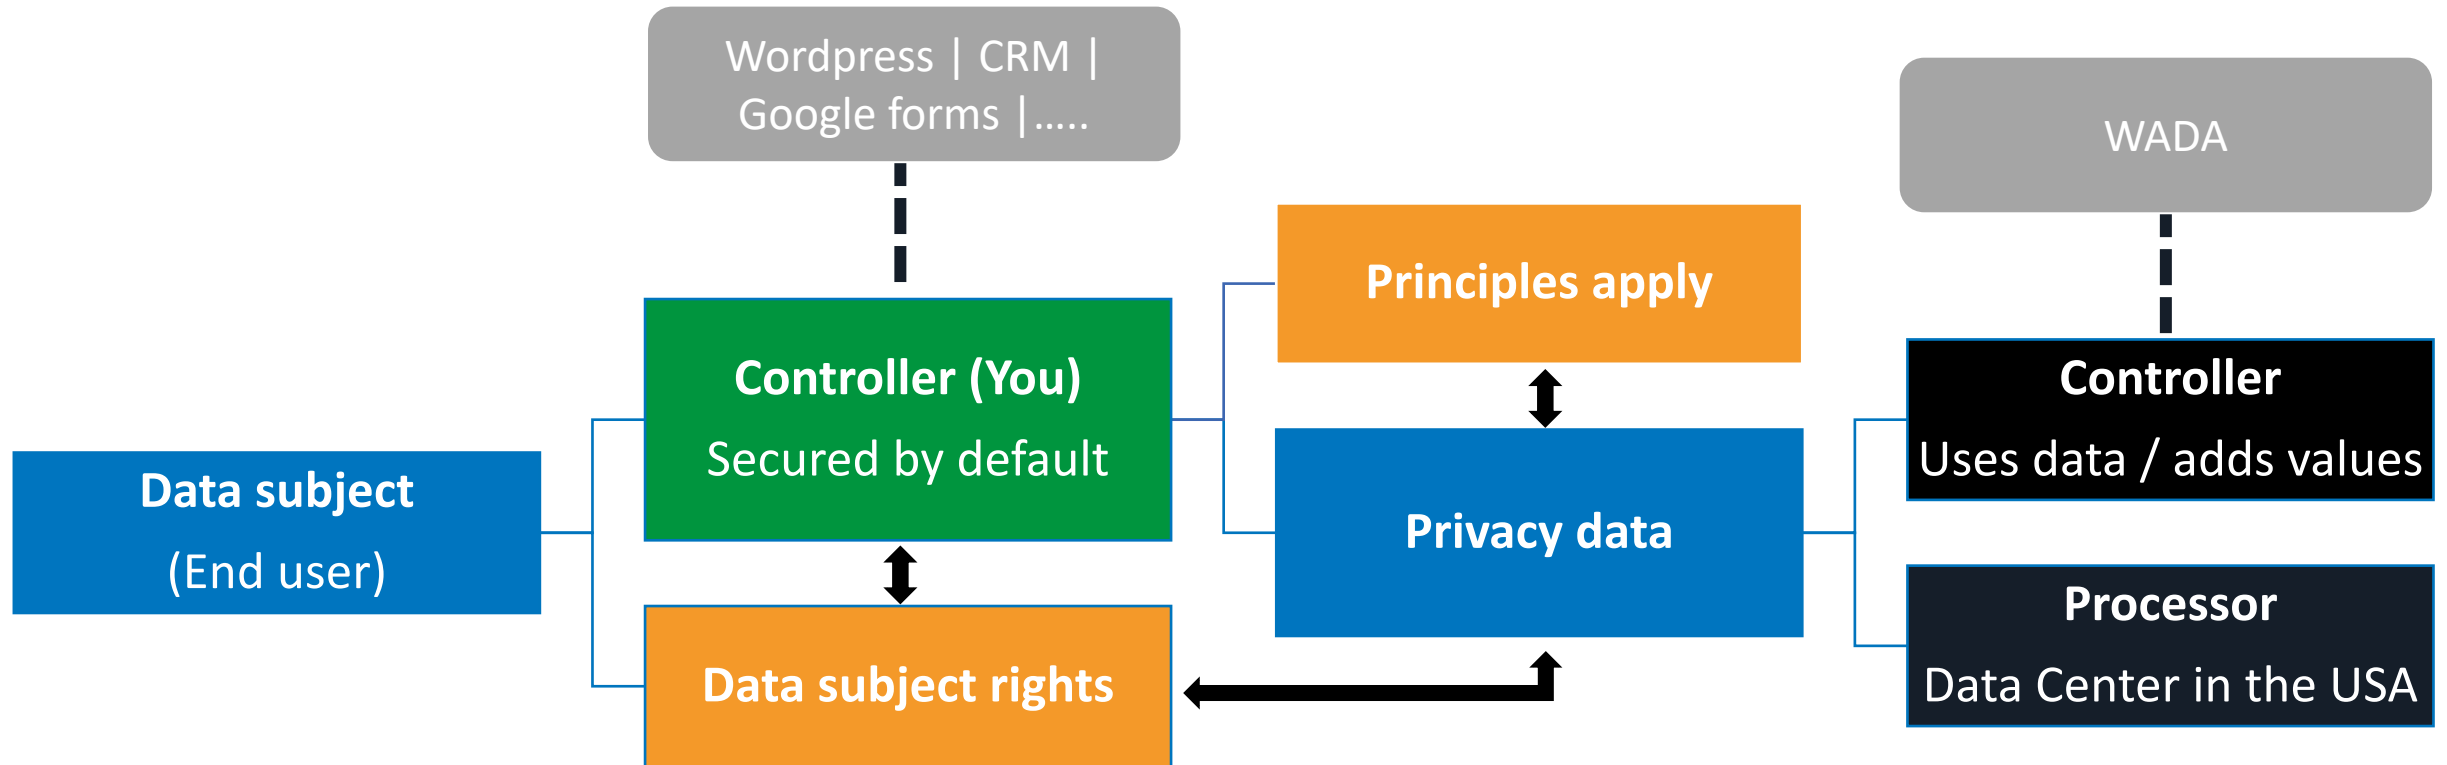 Wordpress | CRM |
Google forms |.....
WADA
Principles apply
Controller (You)
Secured by default
Controller
Uses data / adds values
Data subject
(End user)
Privacy data
Processor
Data Center in the USA
Data subject rights